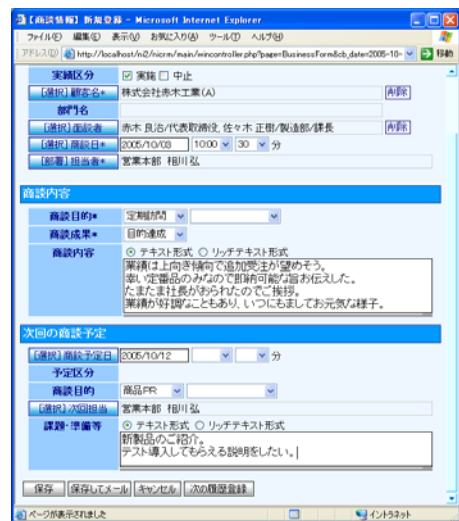 【商談情報】新規登録 - Microsoft Internet Explorer
ファイル(F) 編集(E) 表示(V) お気に入り(A) ツール(T) ヘルプ(H)
アドレス(D) http://localhost/ni2/nicrm/main/wincontroller.php?page=BusinessForm&cb_date=2005-10- 移動
実績区分 実施 中止
[選択]顧客名* 株式会社赤木工業(A) 削除
部門名
[選択]面談者 赤木 良治/代表取締役, 佐々木 正樹/製造部/課長 削除
[選択]商談日* 2005/10/03 10:00 30 分
[部署]担当者* 営業本部 相川 弘
商談内容
商談目的* 定期訪問
商談成果* 目的達成
商談内容 テキスト形式 リッチテキスト形式
業績は上向き傾向で追加受注が望めそう。
幸い定番品のみなので即納可能な旨お伝えした。
たまたま社長がおられたのでご挨拶。
業績が好調なこともあり、いつにもましてお元気な様子。
次回の商談予定
[選択]商談予定日 2005/10/12 分
予定区分
商談目的 商品PR
[選択]次回担当 営業本部 相川 弘
課題・準備等 テキスト形式 リッチテキスト形式
新製品のご紹介。
テスト導入してもらえる説明をしたい。
保存 保存してメール キャンセル 次の履歴登録
ページが表示されました イントラネット